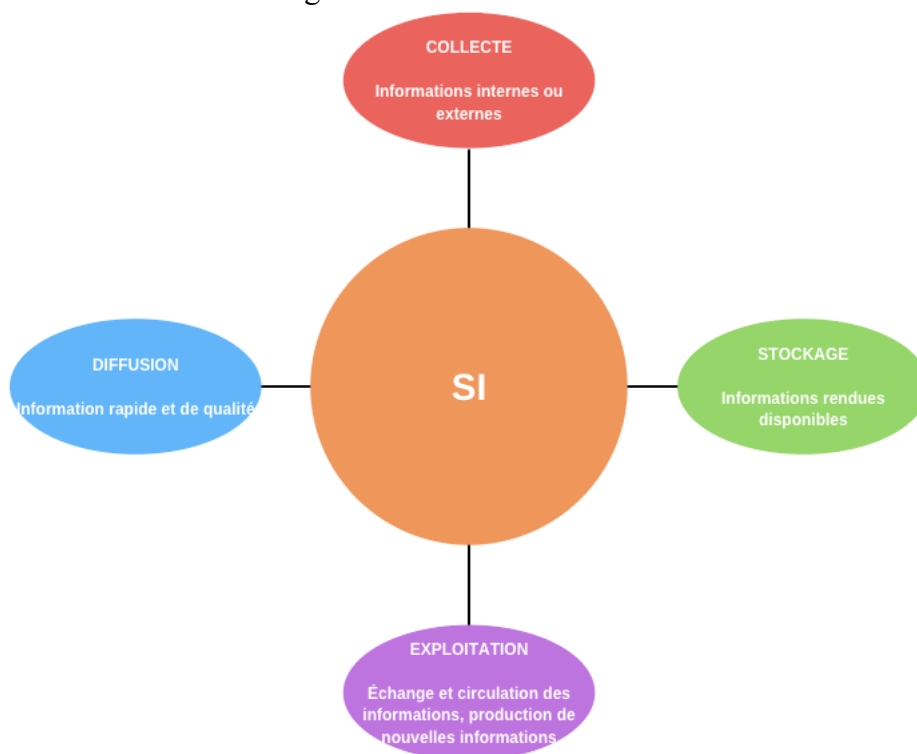 COLLECTE
Informations internes ou
externes
DIFFUSION
Information rapide et de qualité
SI
STOCKAGE
Informations rendues
disponibles
EXPLOITATION
Échange et circulation des
informations, production de
nouvelles informations